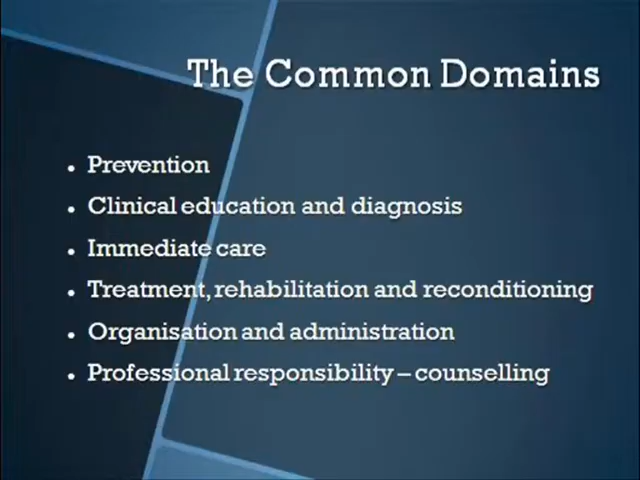 The Common Domains
• Prevention
• Clinical education and diagnosis
• Immediate care
• Treatment, rehabilitation and reconditioning
• Organisation and administration
• Professional responsibility – counselling